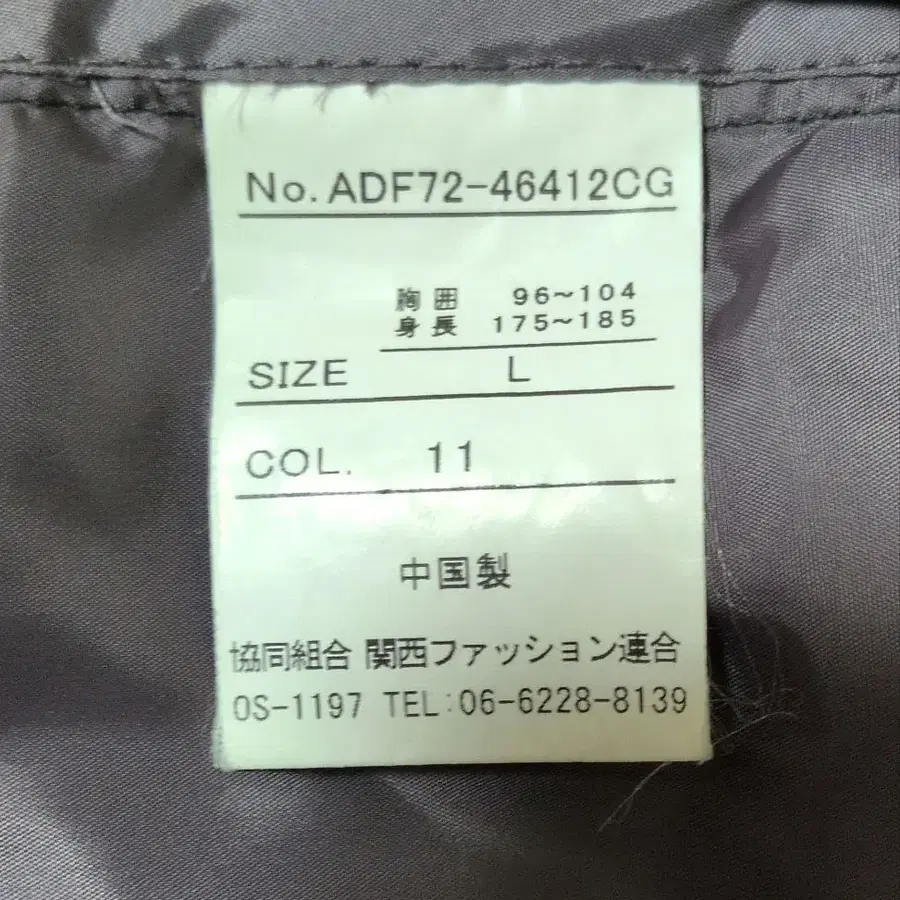 No. ADF72-46412CG
胸囲 96~104
身長 175~185
SIZE L
COL. 11
中国製
協同組合 関西ファッション連合
OS-1197 TEL:06-6228-8139